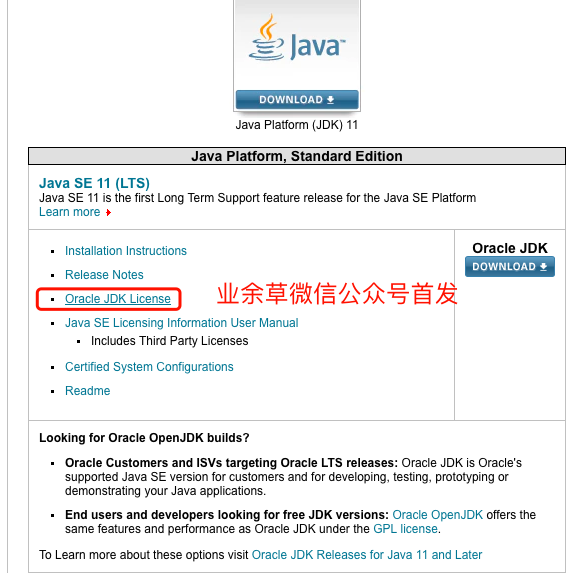 Java™
DOWNLOAD
Java Platform (JDK) 11
Java Platform, Standard Edition
Java SE 11 (LTS)
Java SE 11 is the first Long Term Support feature release for the Java SE Platform
Learn more
Installation Instructions
Release Notes
Oracle JDK License
业余草微信公众号首发
Java SE Licensing Information User Manual
Includes Third Party Licenses
Certified System Configurations
Readme
Oracle JDK
DOWNLOAD
Looking for Oracle OpenJDK builds?
Oracle Customers and ISVs targeting Oracle LTS releases: Oracle JDK is Oracle's
supported Java SE version for customers and for developing, testing, prototyping or
demonstrating your Java applications.
End users and developers looking for free JDK versions: Oracle OpenJDK offers the
same features and performance as Oracle JDK under the GPL license.
To Learn more about these options visit Oracle JDK Releases for Java 11 and Later